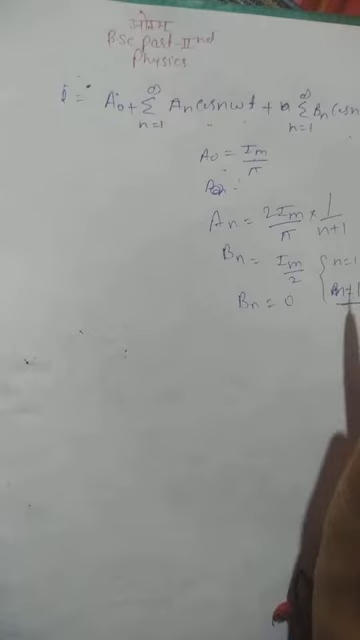 ओ३म
BSc Part-IInd
Physics
i = A₀ + ∑ₙ₌₁^∞ Aₙ cos nωt + ∑ₙ₌₁^∞ Bₙ cos n
A₀ = Im/π
Aₙ = 2Im/π × 1/n+1
Bₙ = Im/2 { n=1
Bₙ = 0